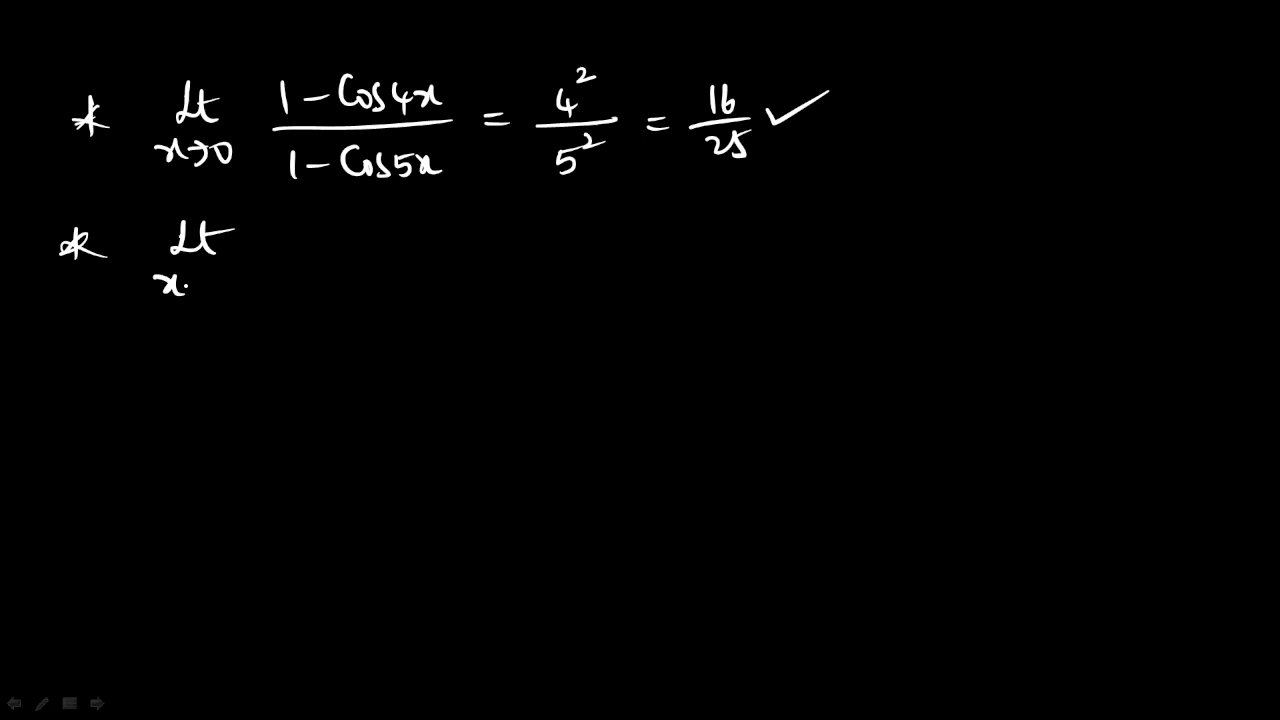 * Lt x→0 (1 - Cos4x)/(1 - Cos5x) = 4²/5² = 16/25 ✓
* Lt x